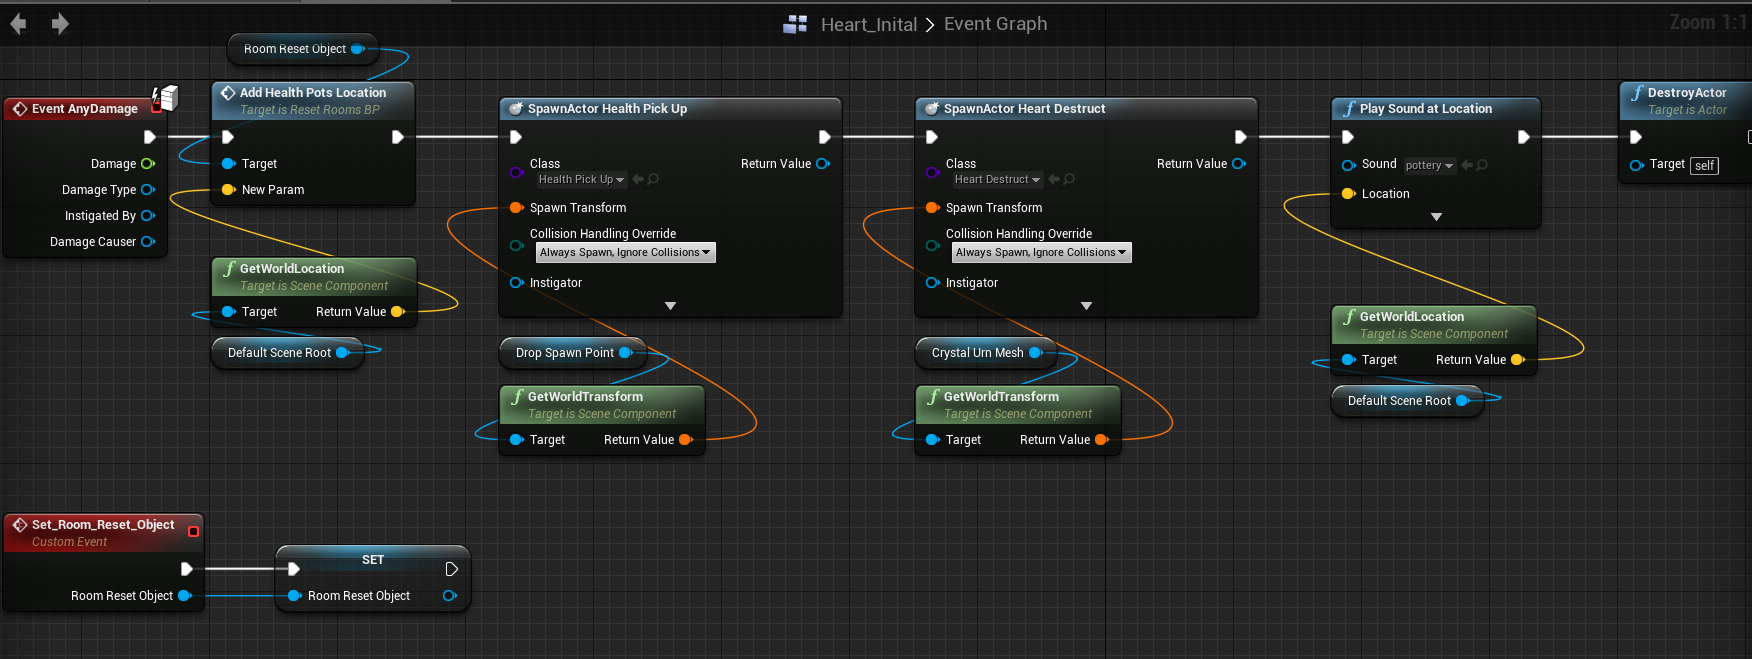 Heart_Inital > Event Graph
Zoom 1:1
Room Reset Object
Event AnyDamage
Damage
Damage Type
Instigated By
Damage Causer
Add Health Pots Location
Target is Reset Rooms BP
Target
New Param
GetWorldLocation
Target is Scene Component
Target
Return Value
Default Scene Root
SpawnActor Health Pick Up
Class
Return Value
Health Pick Up
Spawn Transform
Collision Handling Override
Always Spawn, Ignore Collisions
Instigator
Drop Spawn Point
GetWorldTransform
Target is Scene Component
Target
Return Value
SpawnActor Heart Destruct
Class
Return Value
Heart Destruct
Spawn Transform
Collision Handling Override
Always Spawn, Ignore Collisions
Instigator
Crystal Urn Mesh
GetWorldTransform
Target is Scene Component
Target
Return Value
f Play Sound at Location
Sound
pottery
Location
GetWorldLocation
Target is Scene Component
Target
Return Value
Default Scene Root
DestroyActor
Target is Actor
Target
self
Set_Room_Reset_Object
Custom Event
Room Reset Object
SET
Room Reset Object